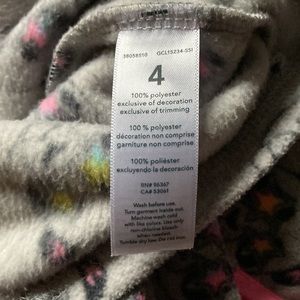 GCL15234-S51
4
100% polyester
exclusive of decoration
exclusive of trimming
100% polyester
décoration non comprise
garniture non comprise
100% poliéster
excluyendo la decoración
RN# 95367
CA# 53061
Wash before use.
Turn garment inside out.
Machine wash cold
with like colors. Use only
non-chlorine bleach
when needed.
Tumble dry low. Do not iron.